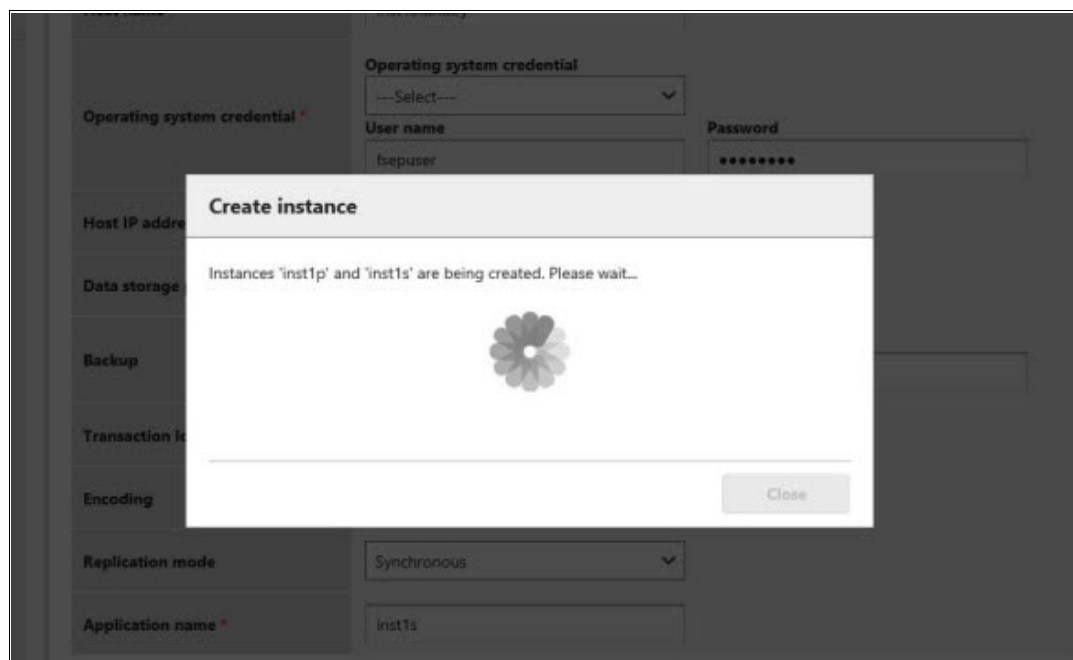 Operating system credential
---Select---
Operating system credential *
User name Password
fsepuser ••••••••
Create instance
Host IP addre
Instances 'inst1p' and 'inst1s' are being created. Please wait...
Data storage
Backup
Transaction lo
Encoding
Close
Replication mode Synchronous
Application name * inst1s